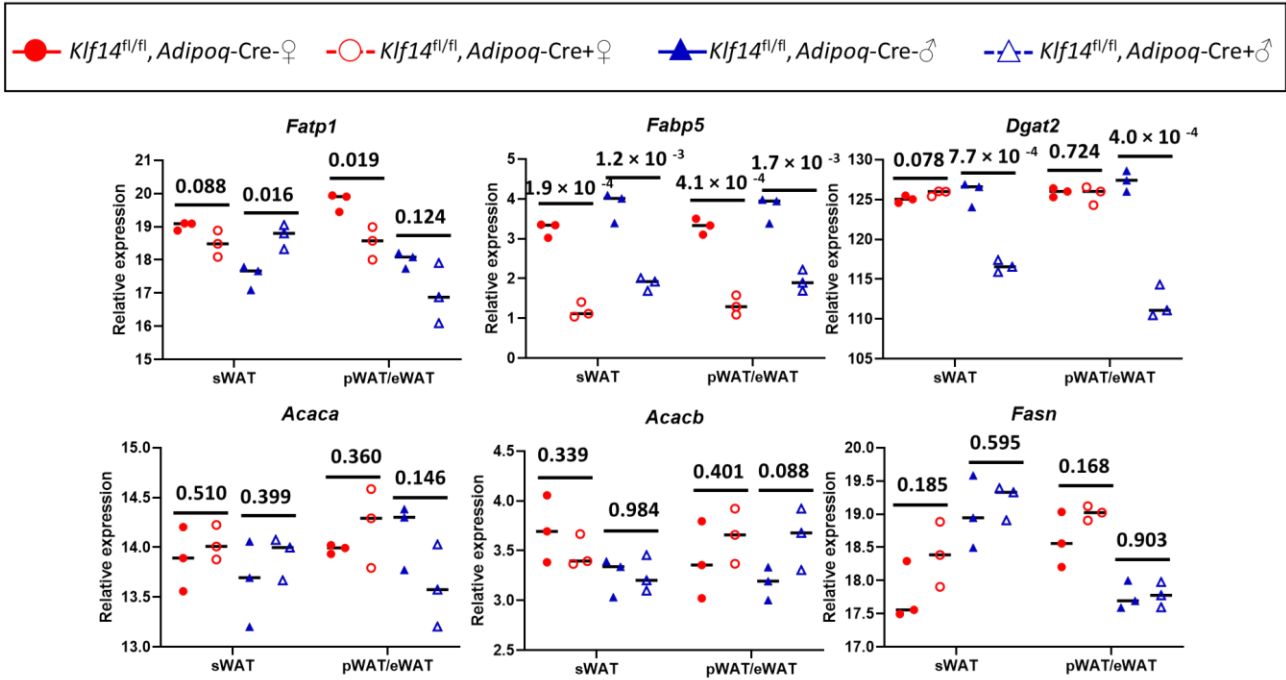 Klf14fl/fl, Adipoq-Cre-♀ Klf14fl/fl, Adipoq-Cre+♀ Klf14fl/fl, Adipoq-Cre-♂ Klf14fl/fl, Adipoq-Cre+♂
Fatp1
Relative expression
21
20
19
18
17
16
15
0.088
0.016
0.019
0.124
sWAT pWAT/eWAT
Fabp5
Relative expression
5
4
3
2
1
0
1.9 × 10 -4
1.2 × 10 -3
4.1 × 10 -4
1.7 × 10 -3
sWAT pWAT/eWAT
Dgat2
Relative expression
130
125
120
115
110
105
0.078
7.7 × 10 -4
0.724
4.0 × 10 -4
sWAT pWAT/eWAT
Acaca
Relative expression
15.0
14.5
14.0
13.5
13.0
0.510
0.399
0.360
0.146
sWAT pWAT/eWAT
Acacb
Relative expression
4.5
4.0
3.5
3.0
2.5
0.339
0.984
0.401
0.088
sWAT pWAT/eWAT
Fasn
Relative expression
20.0
19.5
19.0
18.5
18.0
17.5
17.0
0.185
0.595
0.168
0.903
sWAT pWAT/eWAT